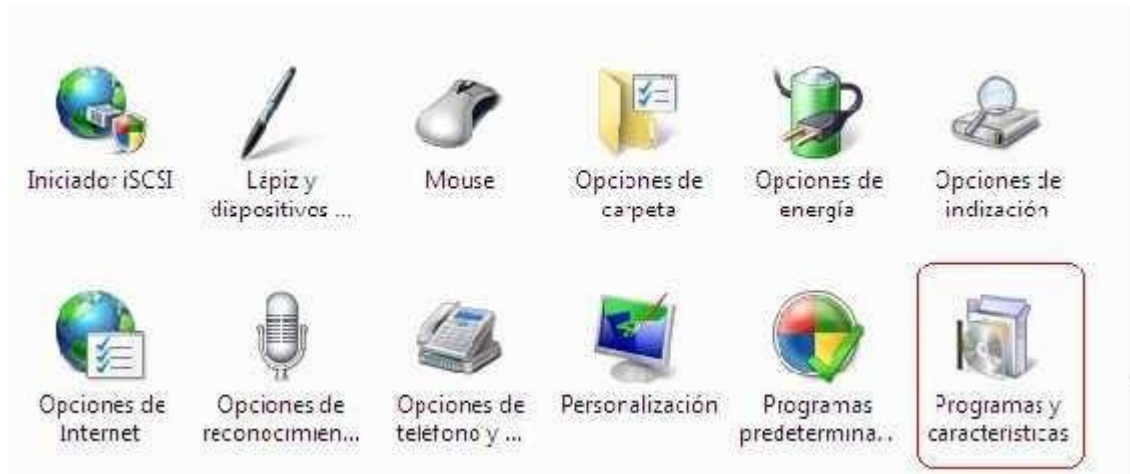 Iniciador iSCSI
Lápiz y
dispositivos ...
Mouse
Opciones de
carpeta
Opciones de
energía
Opciones de
indización
Opciones de
Internet
Opciones de
reconocimien...
Opciones de
teléfono y ...
Personalización
Programas
predetermina...
Programas y
características